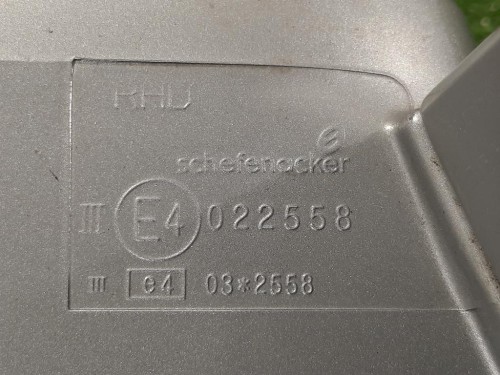 RHD
schefenacker
III E4 022558
III e4 03*2558